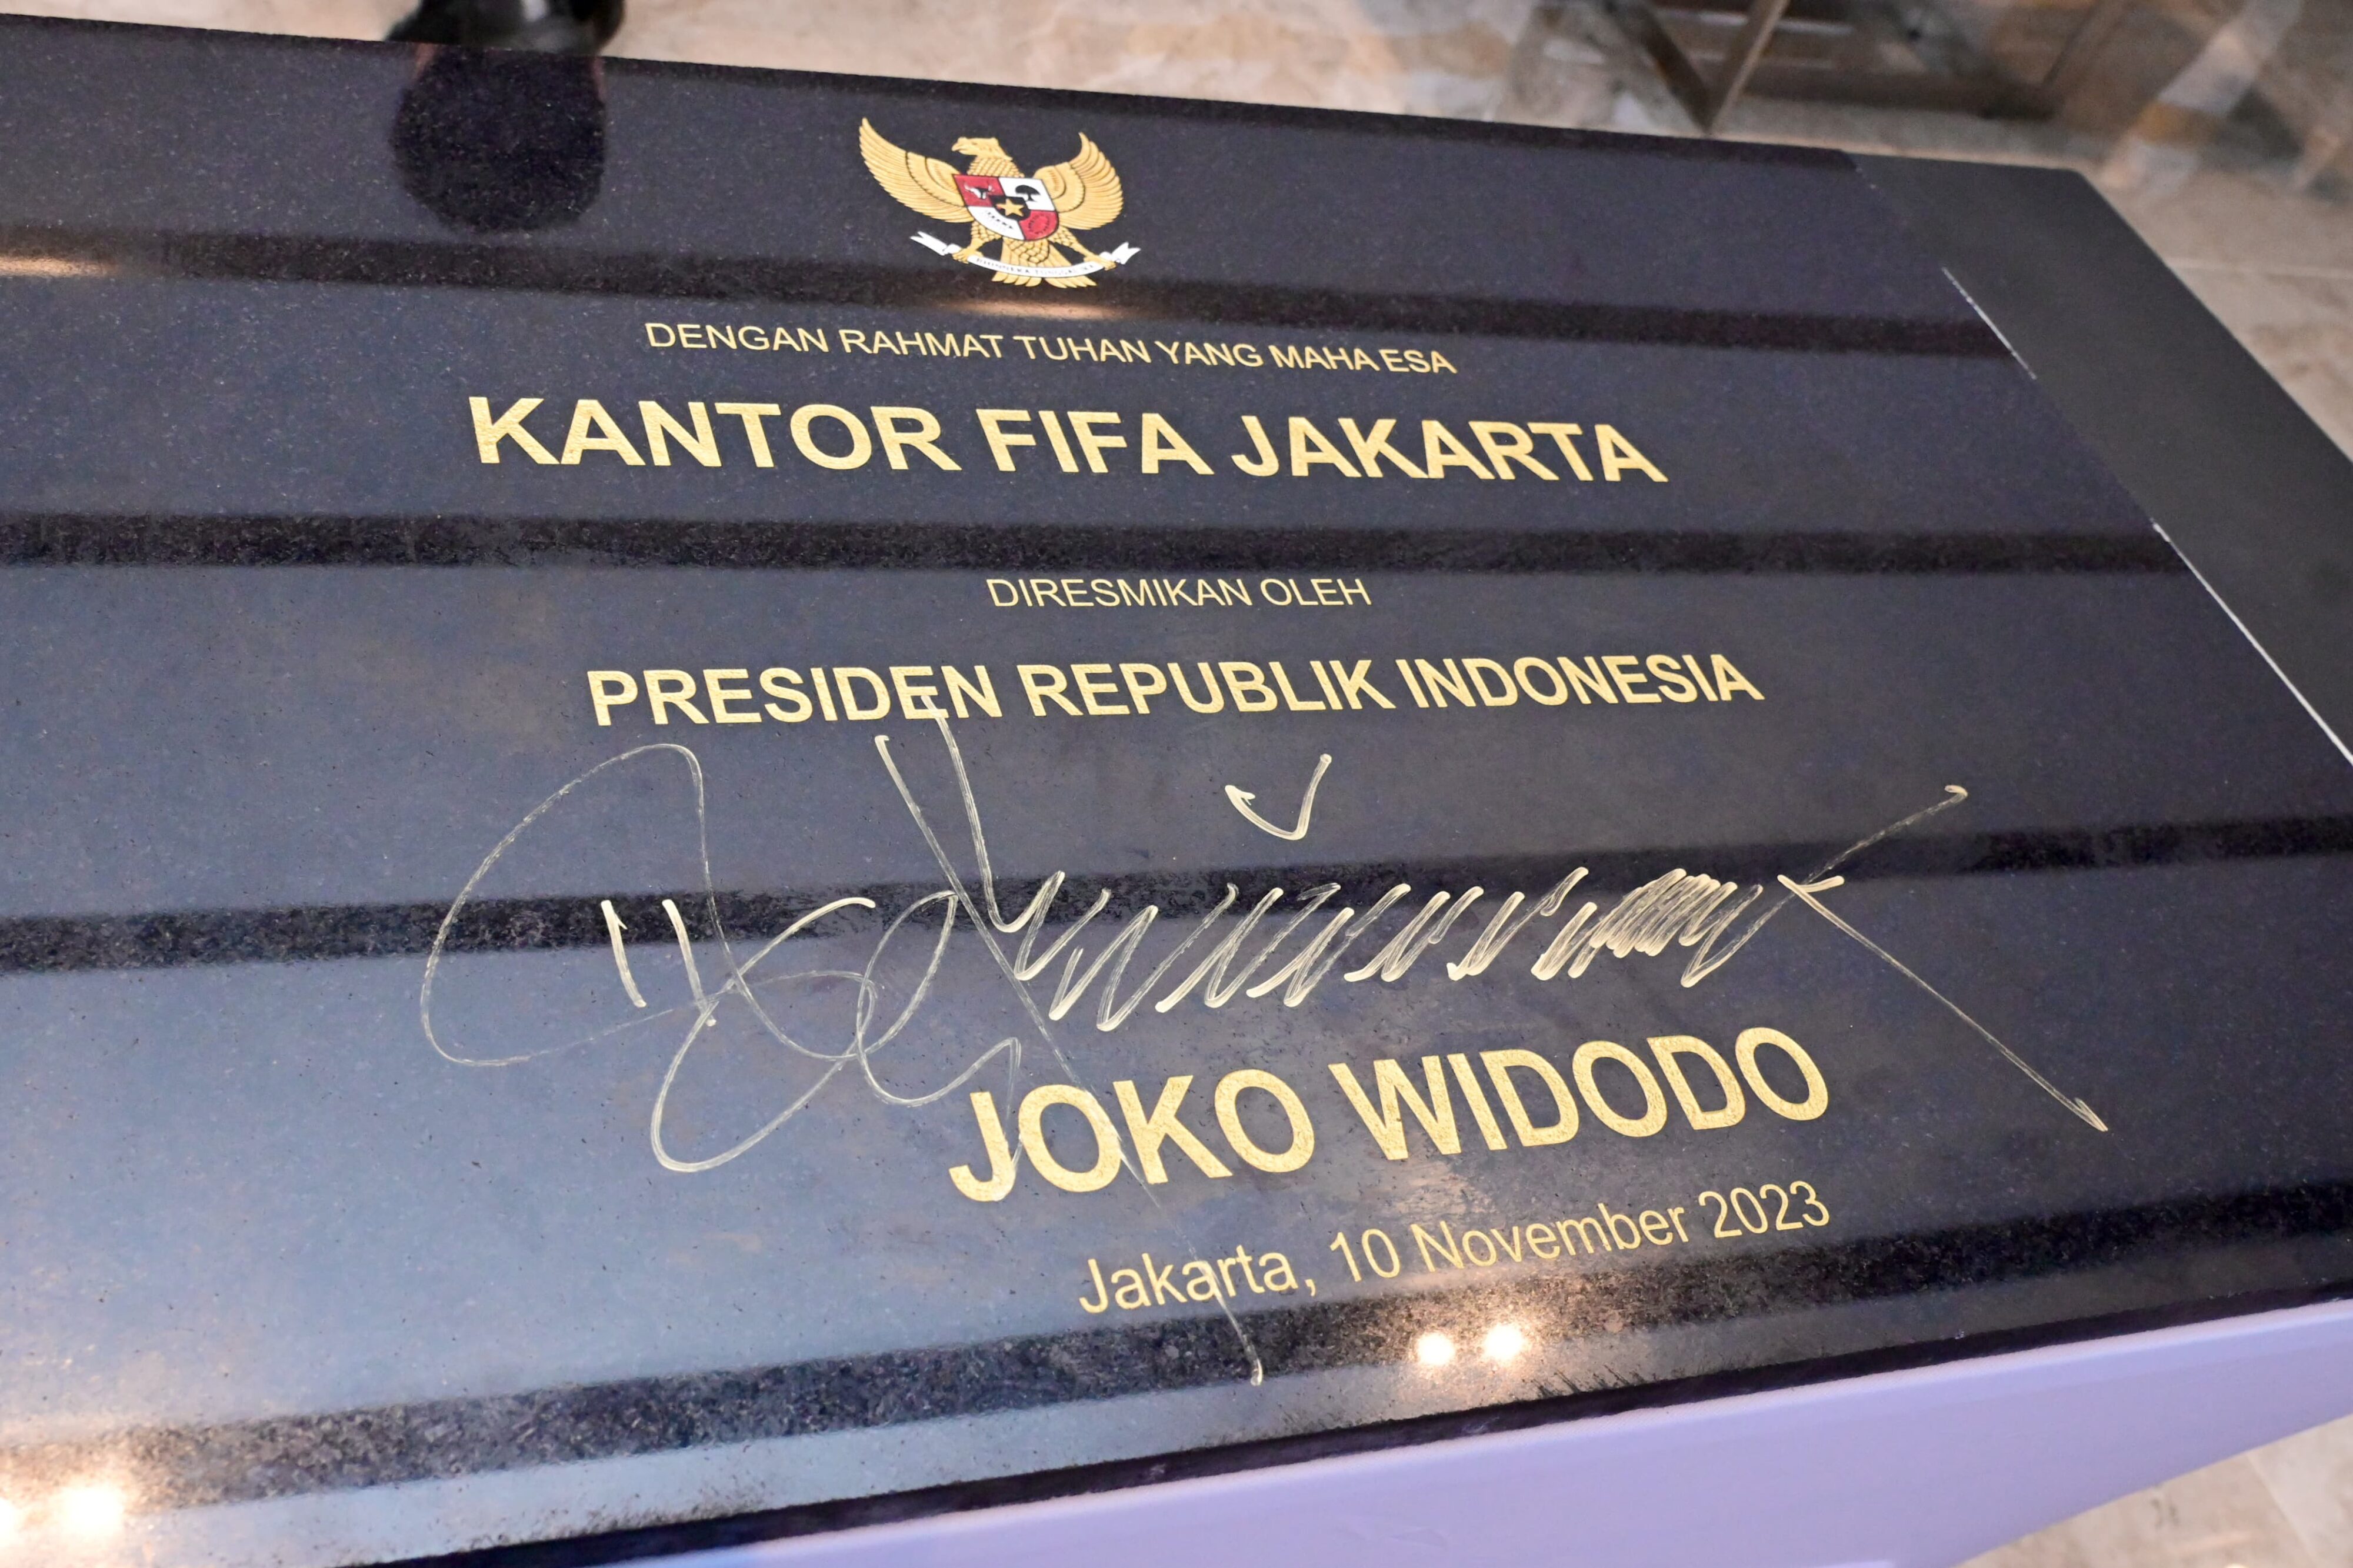 DENGAN RAHMAT TUHAN YANG MAHA ESA
KANTOR FIFA JAKARTA
DIRESMIKAN OLEH
PRESIDEN REPUBLIK INDONESIA
JOKO WIDODO
Jakarta, 10 November 2023